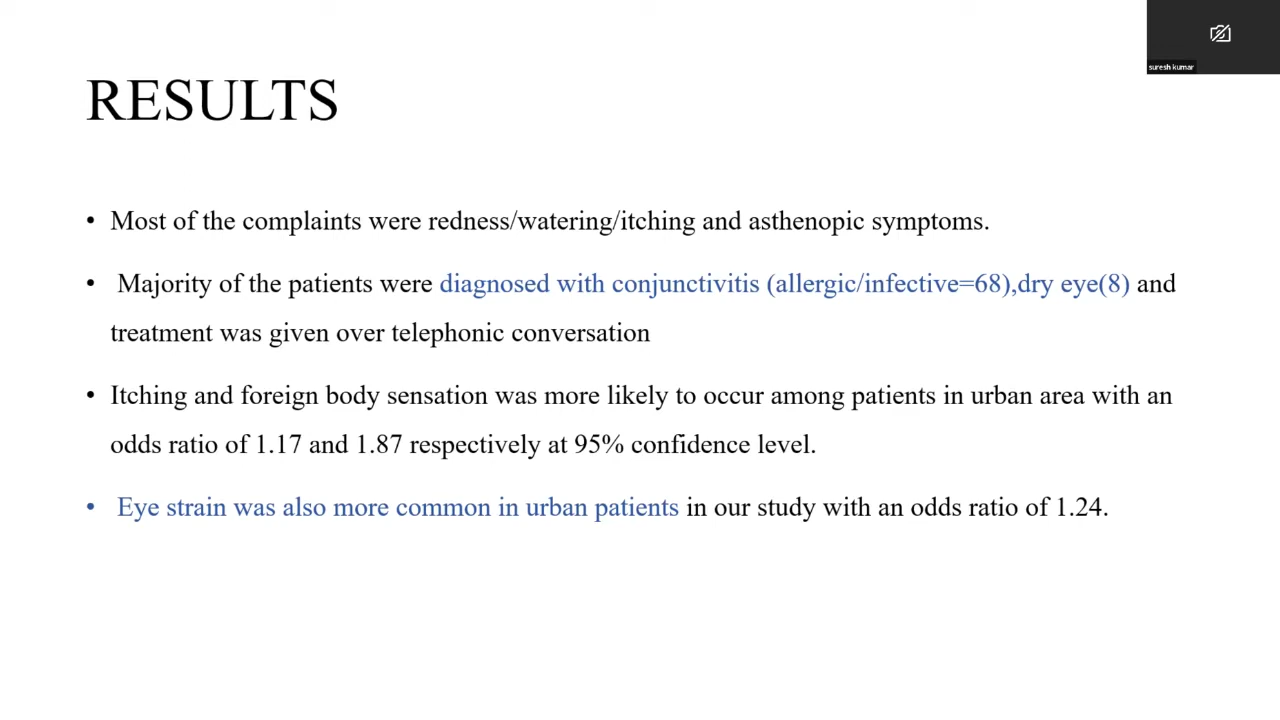 suresh kumar
RESULTS
• Most of the complaints were redness/watering/itching and asthenopic symptoms.
• Majority of the patients were diagnosed with conjunctivitis (allergic/infective=68),dry eye(8) and
treatment was given over telephonic conversation
• Itching and foreign body sensation was more likely to occur among patients in urban area with an
odds ratio of 1.17 and 1.87 respectively at 95% confidence level.
• Eye strain was also more common in urban patients in our study with an odds ratio of 1.24.